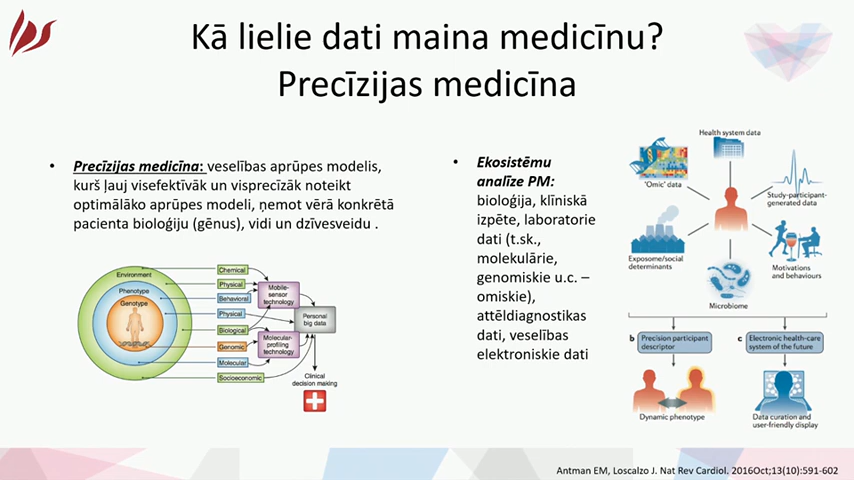 Kā lielie dati maina medicīnu?
Precīzijas medicīna
• Precīzijas medicīna: veselības aprūpes modelis,
kurš ļauj visefektīvāk un visprecīzāk noteikt
optimālāko aprūpes modeli, ņemot vērā konkrētā
pacienta bioloģiju (gēnus), vidi un dzīvesveidu .
Environment
Phenotype
Genotype
Chemical
Physical
Behavioral
Physical
Biological
Genomic
Molecular
Socioeconomic
Mobile-
sensor
technology
Molecular-
profiling
technology
Personal
big data
Clinical
decision making
• Ekosistēmu
analīze PM:
bioloģija, klīniskā
izpēte, laboratorie
dati (t.sk.,
molekulārie,
genomiskie u.c. –
omiskie),
attēldiagnostikas
dati, veselības
elektroniskie dati
Health system data
'Omic' data
Study-participant-
generated data
Exposome/social
determinants
Motivations
and behaviours
Microbiome
b Precision participant
descriptor
c Electronic health-care
system of the future
Dynamic phenotype
Data curation and
user-friendly display
Antman EM, Loscalzo J. Nat Rev Cardiol. 2016Oct;13(10):591-602